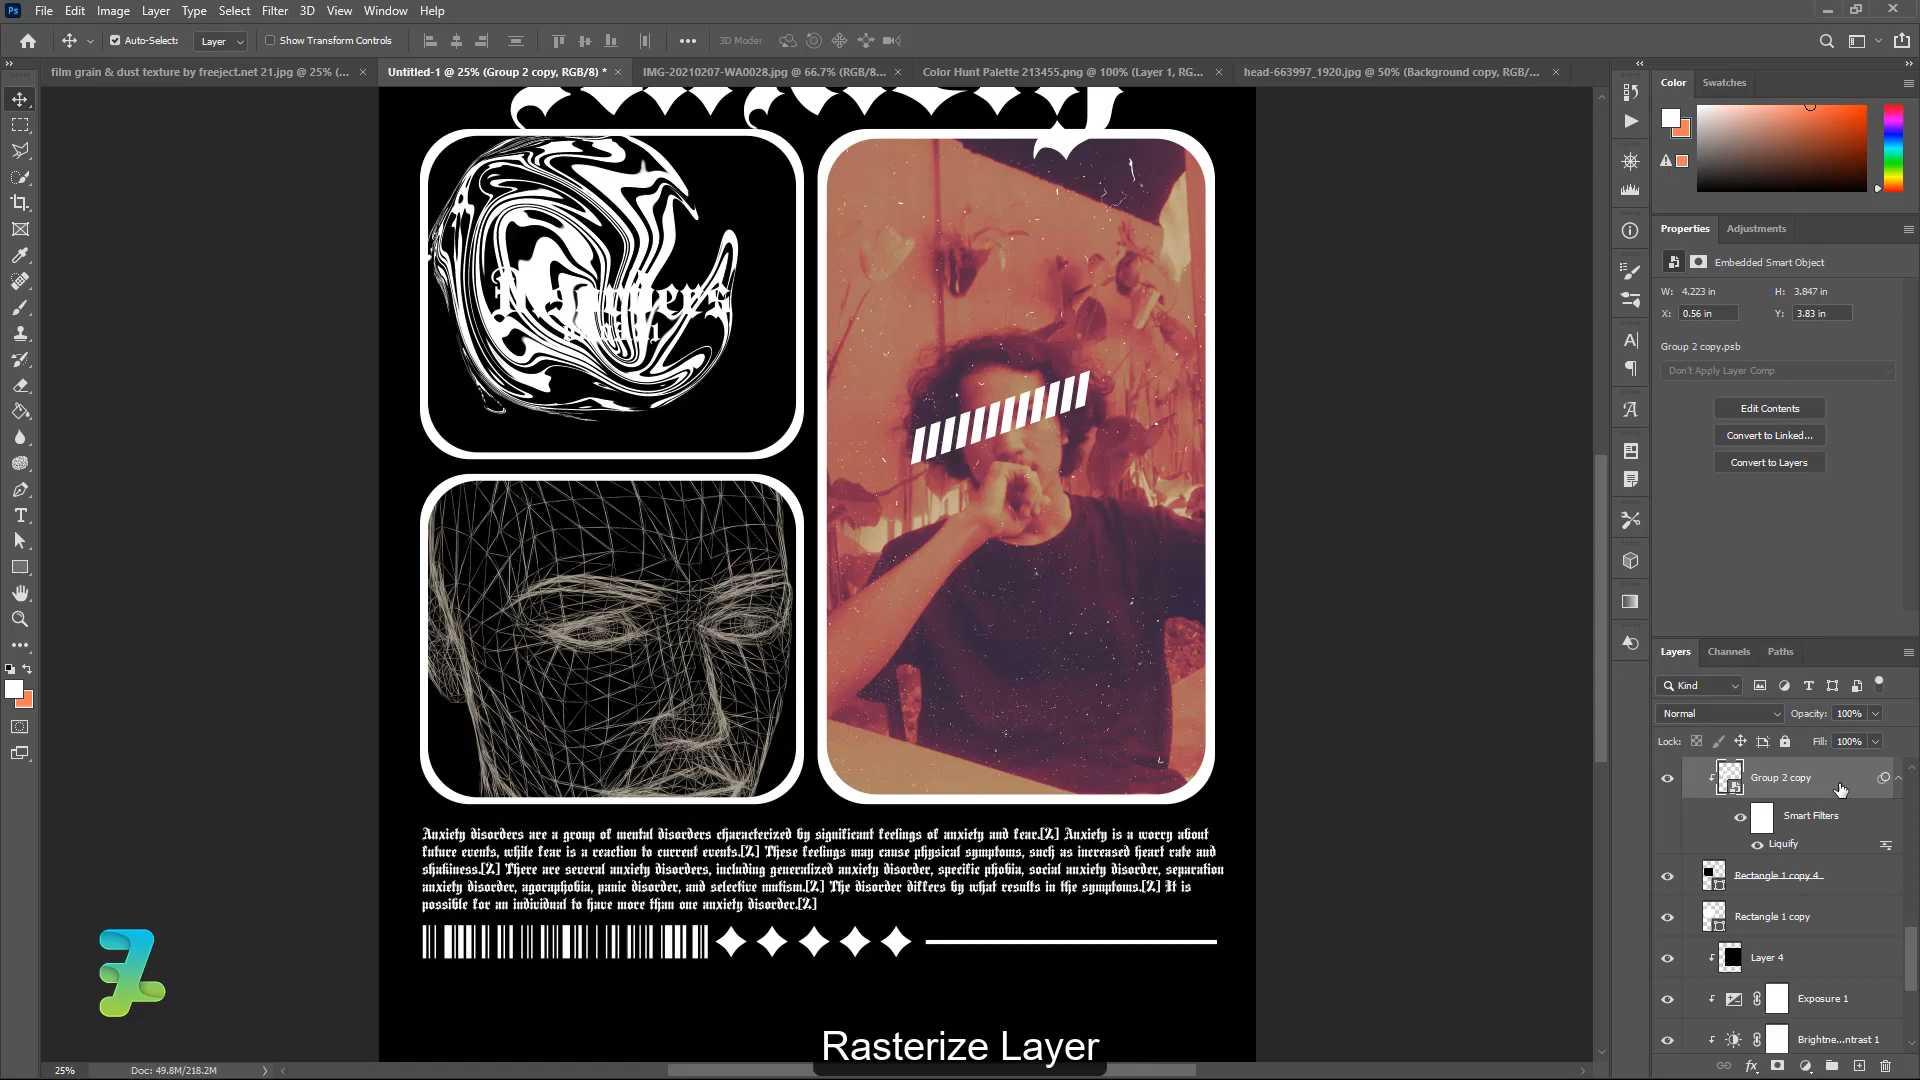 Ps File Edit Image Layer Type Select Filter 3D View Window Help
Auto-Select: Layer Show Transform Controls 3D Mode:
film grain & dust texture by freeject.net 21.jpg @ 25% (... Untitled-1 @ 25% (Group 2 copy, RGB/8) * IMG-20210207-WA0028.jpg @ 66.7% (RGB/8... Color Hunt Palette 213455.png @ 100% (Layer 1, RG... head-663997_1920.jpg @ 50% (Background copy, RGB/...
Color Swatches
Properties Adjustments
Embedded Smart Object
W: 4.223 in H: 3.847 in
X: 0.56 in Y: 3.83 in
Group 2 copy.psb
Don't Apply Layer Comp
Edit Contents
Convert to Linked...
Convert to Layers
Layers Channels Paths
Kind
Normal Opacity: 100%
Lock: Fill: 100%
Group 2 copy
Smart Filters
Liquify
Rectangle 1 copy 4
Rectangle 1 copy
Layer 4
Exposure 1
Brightne...ntrast 1
Anxiety disorders are a group of mental disorders characterized by significant feelings of anxiety and fear.[2] Anxiety is a worry about
future events, while fear is a reaction to current events.[2] These feelings may cause physical symptoms, such as increased heart rate and
shakiness.[2] There are several anxiety disorders, including generalized anxiety disorder, specific phobia, social anxiety disorder, separation
anxiety disorder, agoraphobia, panic disorder, and selective mutism.[2] The disorder differs by what results in the symptoms.[2] It is
possible for an individual to have more than one anxiety disorder.[2]
Rasterize Layer
25% Doc: 49.8M/218.2M